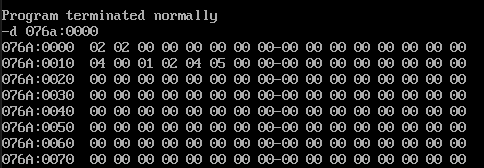 Program terminated normally
-d 076a:0000
076A:0000  02 02 00 00 00 00 00 00-00 00 00 00 00 00 00 00
076A:0010  04 00 01 02 04 05 00 00-00 00 00 00 00 00 00 00
076A:0020  00 00 00 00 00 00 00 00-00 00 00 00 00 00 00 00
076A:0030  00 00 00 00 00 00 00 00-00 00 00 00 00 00 00 00
076A:0040  00 00 00 00 00 00 00 00-00 00 00 00 00 00 00 00
076A:0050  00 00 00 00 00 00 00 00-00 00 00 00 00 00 00 00
076A:0060  00 00 00 00 00 00 00 00-00 00 00 00 00 00 00 00
076A:0070  00 00 00 00 00 00 00 00-00 00 00 00 00 00 00 00